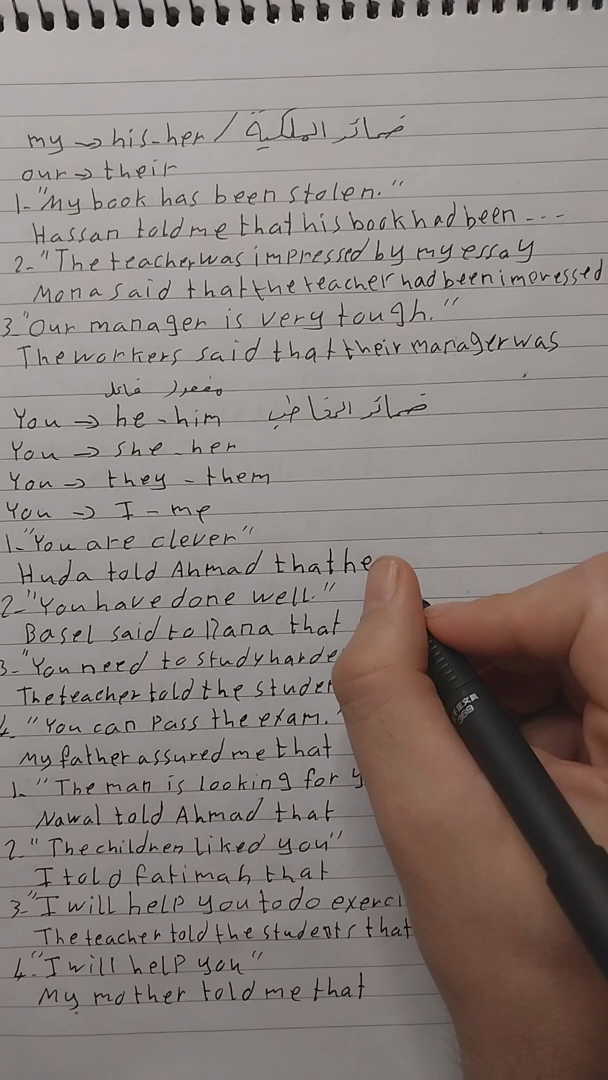 my → his-her / ضمائر الملكية
our → their
1- "My book has been stolen."
Hassan told me that his book had been ---
2- "The teacher was impressed by my essay
Mona said that the teacher had been impressed
3- "Our manager is very tough."
The workers said that their manager was
مفعول فاعل
You → he - him ضمائر المخاطب
You → she - her
You → they - them
You → I - me
1. "You are clever"
Huda told Ahmad that he
2- "You have done well."
Basel said to Rana that
3- "You need to study harde
The teacher told the studen
4. "You can pass the exam.
My father assured me that
1. "The man is looking for y
Nawal told Ahmad that
2. "The children liked you"
I told fatimah that
3- "I will help you to do exerci
The teacher told the students that
4. "I will help you"
My mother told me that